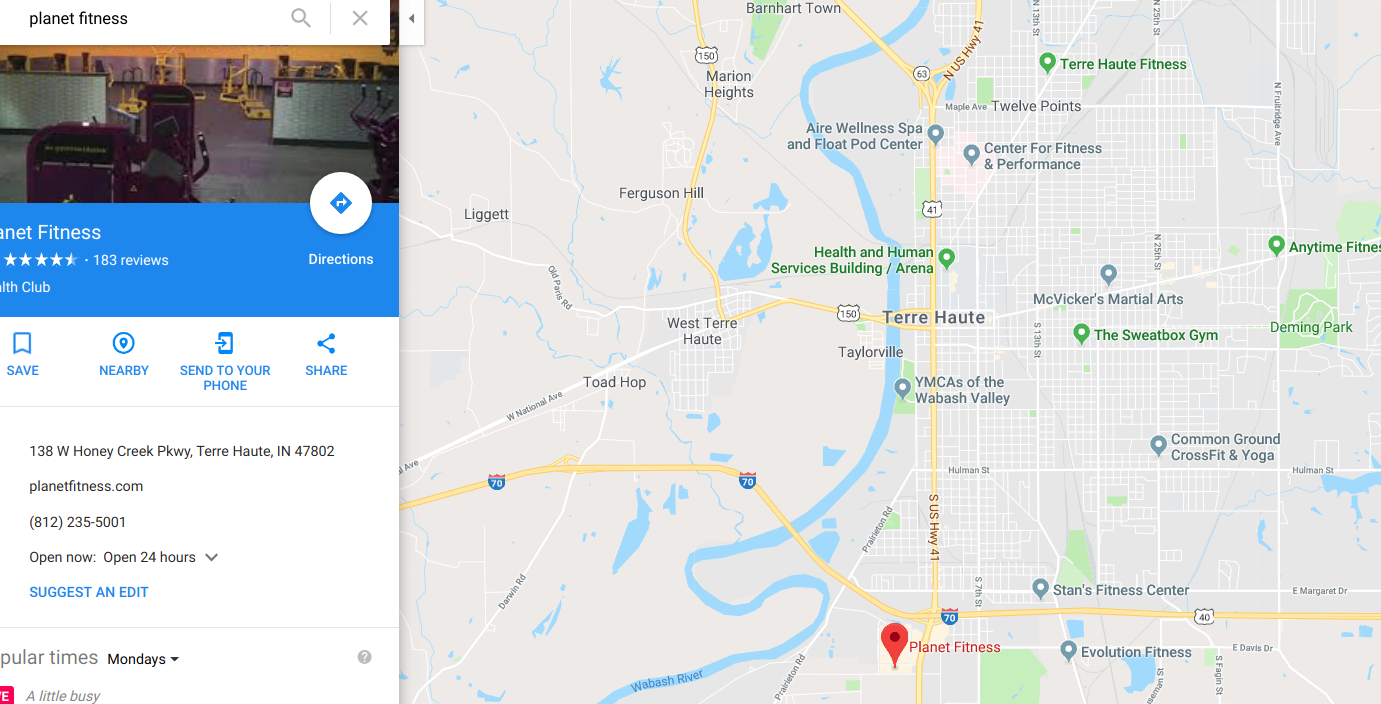 planet fitness
anet Fitness
183 reviews
Directions
lth Club
SAVE
NEARBY
SEND TO YOUR
PHONE
SHARE
138 W Honey Creek Pkwy, Terre Haute, IN 47802
planetfitness.com
(812) 235-5001
Open now: Open 24 hours
SUGGEST AN EDIT
pular times Mondays
?
VE A little busy
Barnhart Town
N 13th St
N 25th St
150
Marion
Heights
63
N US Hwy 41
Terre Haute Fitness
Maple Ave
Twelve Points
N Fruitridge Ave
Aire Wellness Spa
and Float Pod Center
Center For Fitness
& Performance
Ferguson Hill
Liggett
41
Health and Human
Services Building / Arena
N 25th St
Anytime Fitnes
Old Paris Rd
McVicker's Martial Arts
150
Terre Haute
West Terre
Haute
S 13th St
The Sweatbox Gym
Deming Park
Taylorville
Toad Hop
YMCAs of the
Wabash Valley
W National Ave
Common Ground
CrossFit & Yoga
al Ave
70
70
Hulman St
Hulman St
S US Hwy 41
Prairieton Rd
Darwin Rd
S 7th St
Stan's Fitness Center
E Margaret Dr
70
40
Planet Fitness
Evolution Fitness
E Davis Dr
Wabash River
Prairieton Rd
S Fagin St
seman St